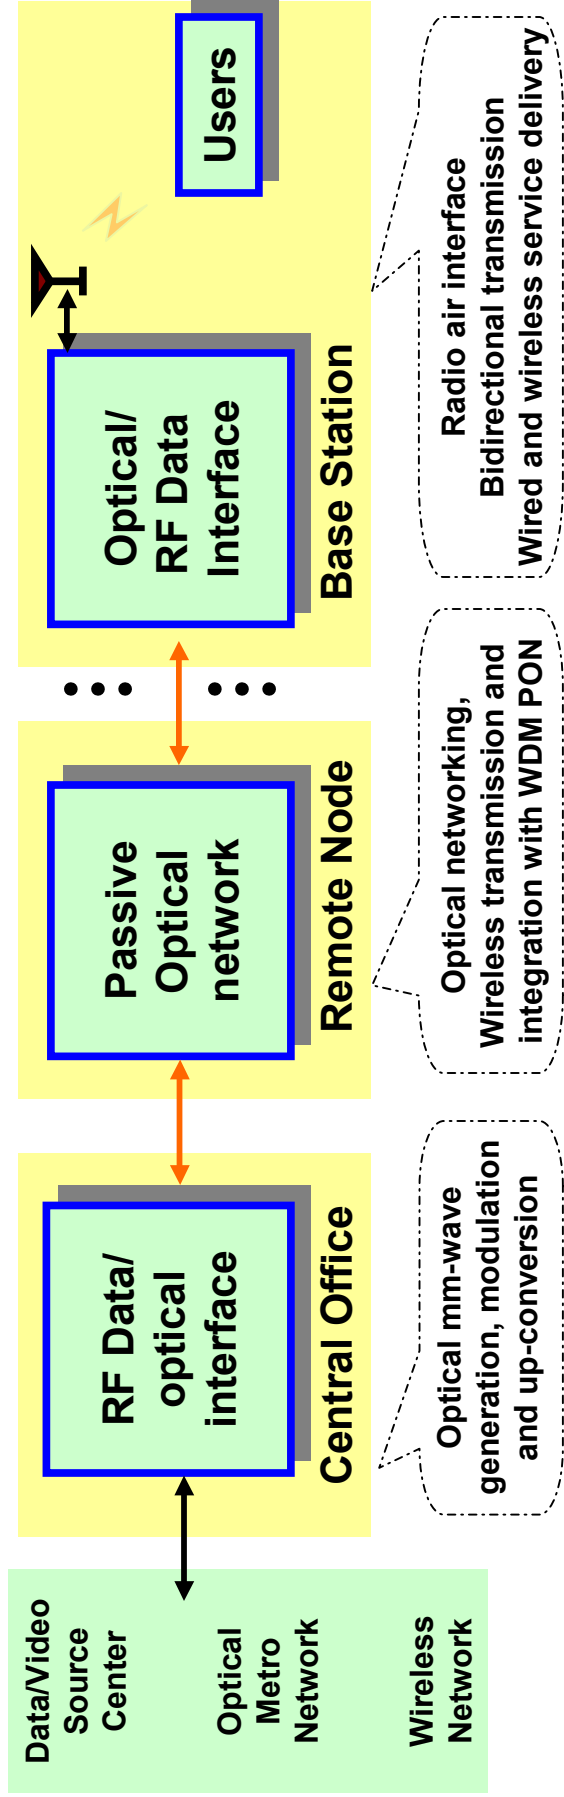 Data/Video
Source
Center
Optical
Metro
Network
Wireless
Network
RF Data/
optical
interface
Central Office
Optical mm-wave
generation, modulation
and up-conversion
Passive
Optical
network
Remote Node
Optical networking,
Wireless transmission and
integration with WDM PON
Optical/
RF Data
Interface
Base Station
Users
Radio air interface
Bidirectional transmission
Wired and wireless service delivery